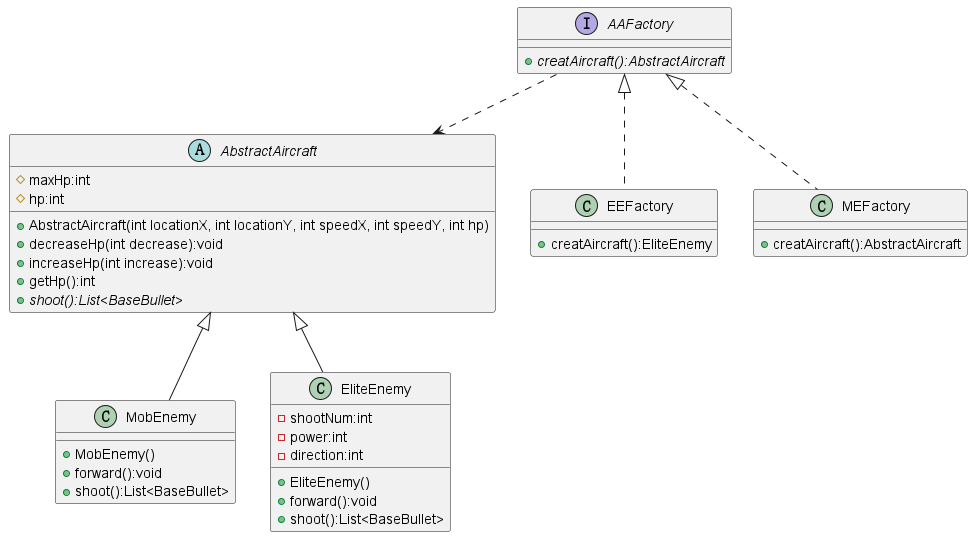 I AAFactory
creatAircraft():AbstractAircraft
A AbstractAircraft
maxHp:int
hp:int
AbstractAircraft(int locationX, int locationY, int speedX, int speedY, int hp)
decreaseHp(int decrease):void
increaseHp(int increase):void
getHp():int
shoot():List<BaseBullet>
C EEFactory
creatAircraft():EliteEnemy
C MEFactory
creatAircraft():AbstractAircraft
C MobEnemy
MobEnemy()
forward():void
shoot():List<BaseBullet>
C EliteEnemy
shootNum:int
power:int
direction:int
EliteEnemy()
forward():void
shoot():List<BaseBullet>